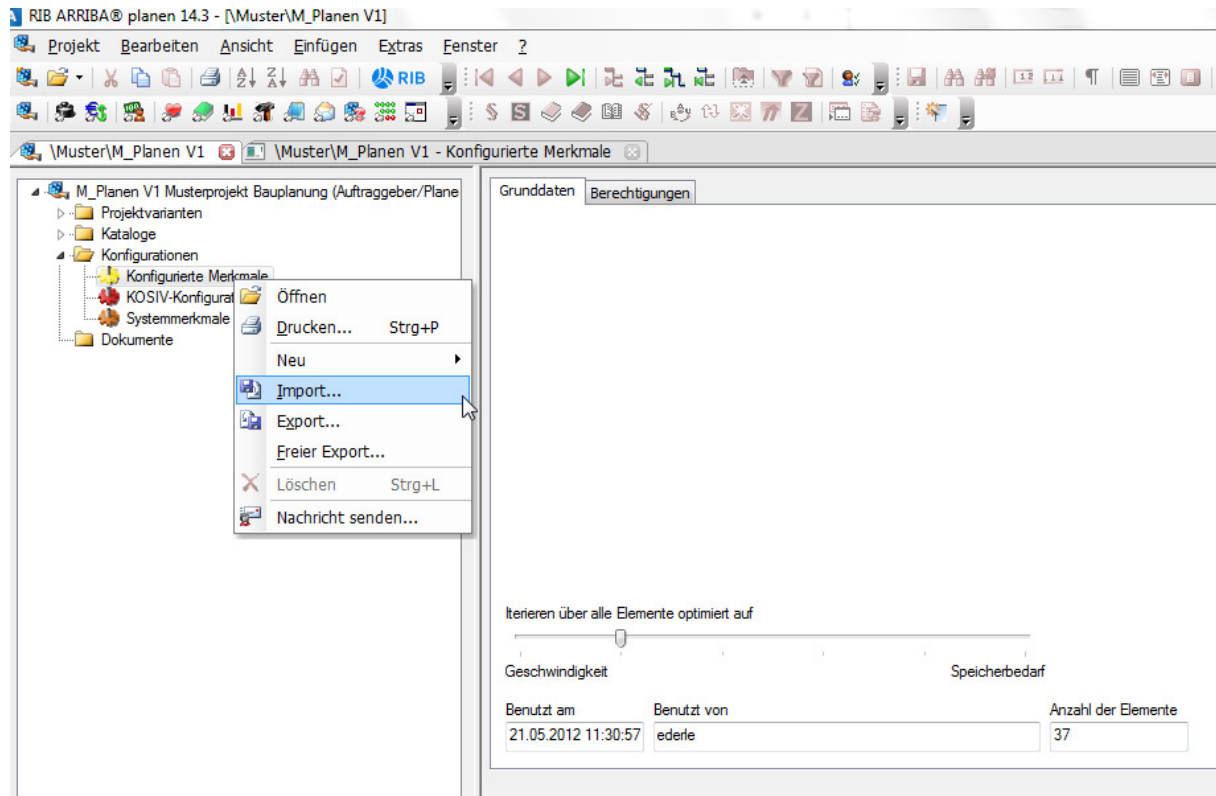 RIB ARRIBA® planen 14.3 - [\Muster\M_Planen V1]
Projekt Bearbeiten Ansicht Einfügen Extras Fenster ?
RIB
\Muster\M_Planen V1 \Muster\M_Planen V1 - Konfigurierte Merkmale
M_Planen V1 Musterprojekt Bauplanung (Auftraggeber/Plane
Projektvarianten
Kataloge
Konfigurationen
Konfigurierte Merkmale
KOSIV-Konfigurat
Systemmerkmale
Dokumente
Öffnen
Drucken... Strg+P
Neu
Import...
Export...
Freier Export...
Löschen Strg+L
Nachricht senden...
Grunddaten Berechtigungen
Iterieren über alle Elemente optimiert auf
Geschwindigkeit Speicherbedarf
Benutzt am Benutzt von Anzahl der Elemente
21.05.2012 11:30:57 ederle 37